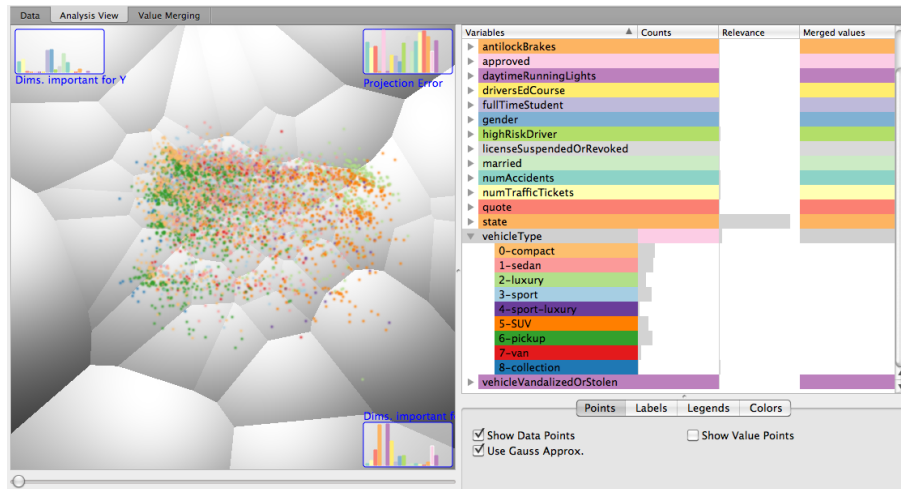 Data Analysis View Value Merging
Dims. important for Y
Projection Error
Dims. important f
Variables Counts Relevance Merged values
antilockBrakes
approved
daytimeRunningLights
driversEdCourse
fullTimeStudent
gender
highRiskDriver
licenseSuspendedOrRevoked
married
numAccidents
numTrafficTickets
quote
state
vehicleType
0-compact
1-sedan
2-luxury
3-sport
4-sport-luxury
5-SUV
6-pickup
7-van
8-collection
vehicleVandalizedOrStolen
Points Labels Legends Colors
Show Data Points Show Value Points
Use Gauss Approx.